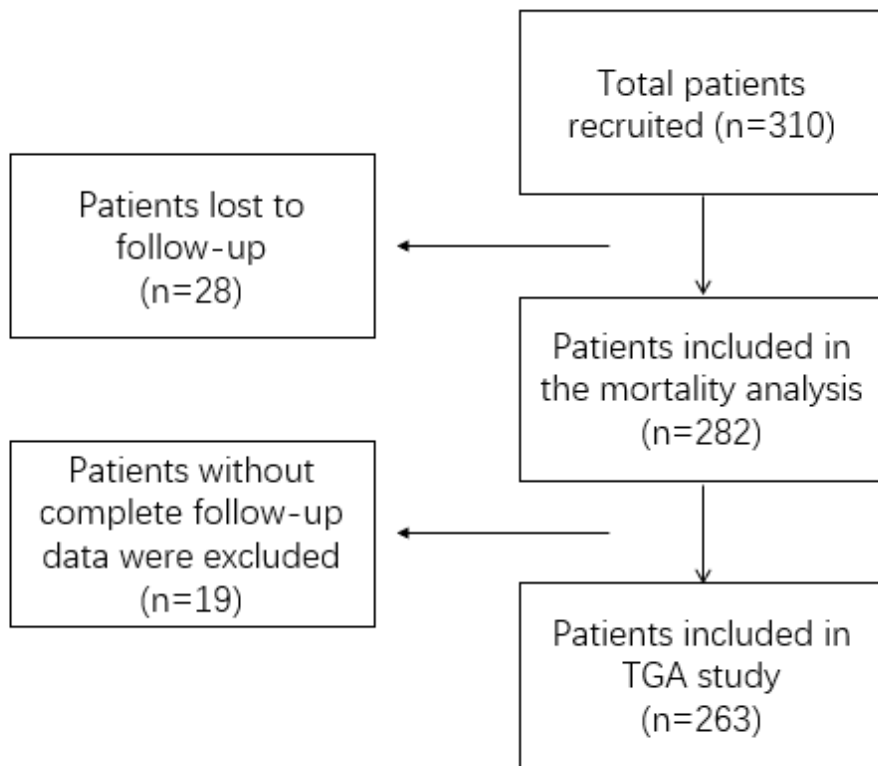 Total patients
recruited (n=310)
Patients lost to
follow-up
(n=28)
Patients included in
the mortality analysis
(n=282)
Patients without
complete follow-up
data were excluded
(n=19)
Patients included in
TGA study
(n=263)